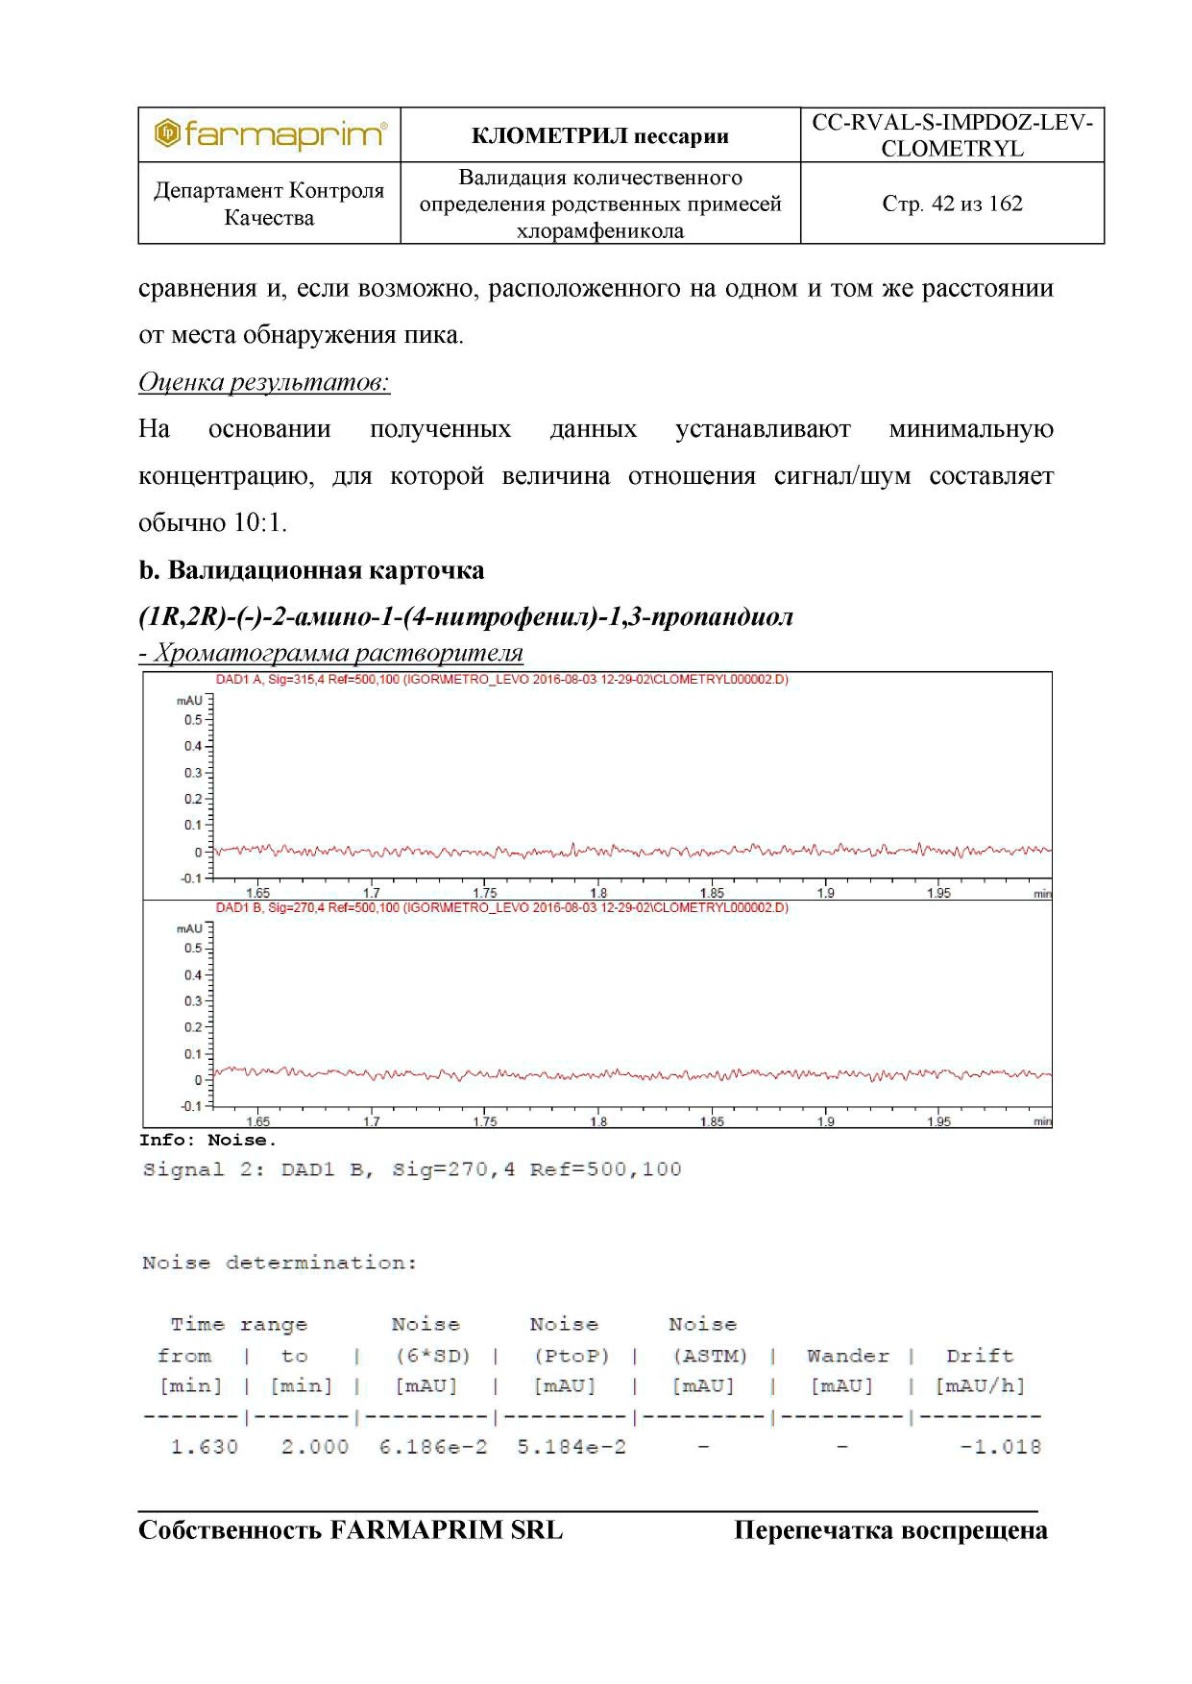 farmaprim®
КЛОМЕТРИЛ пессарии
CC-RVAL-S-IMPDOZ-LEV-
CLOMETRYL
Департамент Контроля
Качества
Валидация количественного
определения родственных примесей
хлорамфеникола
Стр. 42 из 162
сравнения и, если возможно, расположенного на одном и том же расстоянии
от места обнаружения пика.
Оценка результатов:
На основании полученных данных устанавливают минимальную
концентрацию, для которой величина отношения сигнал/шум составляет
обычно 10:1.
b. Валидационная карточка
(1R,2R)-(-)-2-амино-1-(4-нитрофенил)-1,3-пропандиол
- Хроматограмма растворителя
DAD1 A, Sig=315,4 Ref=500,100 (IGOR\METRO_LEVO 2016-08-03 12-29-02\CLOMETRYL000002.D)
mAU
0.5
0.4
0.3
0.2
0.1
0
-0.1
1.65 1.7 1.75 1.8 1.85 1.9 1.95 min
DAD1 B, Sig=270,4 Ref=500,100 (IGOR\METRO_LEVO 2016-08-03 12-29-02\CLOMETRYL000002.D)
mAU
0.5
0.4
0.3
0.2
0.1
0
-0.1
1.65 1.7 1.75 1.8 1.85 1.9 1.95 min
Info: Noise.
Signal 2: DAD1 B, Sig=270,4 Ref=500,100
Noise determination:
Time range Noise Noise Noise
from | to | (6*SD) | (PtoP) | (ASTM) | Wander | Drift
[min] | [min] | [mAU] | [mAU] | [mAU] | [mAU] | [mAU/h]
-------|-------|---------|---------|---------|---------|---------
1.630 2.000 6.186e-2 5.184e-2 - - -1.018
Собственность FARMAPRIM SRL Перепечатка воспрещена